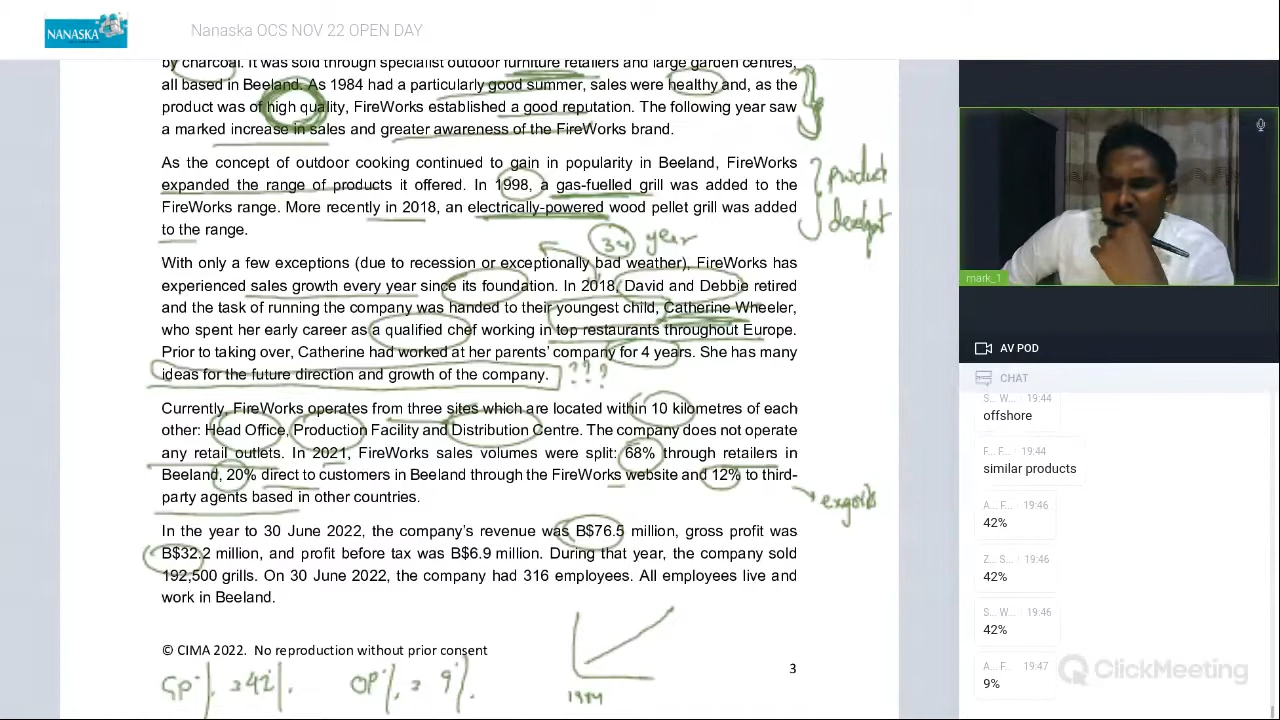 NANASKA
Nanaska OCS NOV 22 OPEN DAY
by charcoal. It was sold through specialist outdoor furniture retailers and large garden centres,
all based in Beeland. As 1984 had a particularly good summer, sales were healthy and, as the
product was of high quality, FireWorks established a good reputation. The following year saw
a marked increase in sales and greater awareness of the FireWorks brand.
As the concept of outdoor cooking continued to gain in popularity in Beeland, FireWorks
expanded the range of products it offered. In 1998, a gas-fuelled grill was added to the
FireWorks range. More recently in 2018, an electrically-powered wood pellet grill was added
to the range.
product
34 year
With only a few exceptions (due to recession or exceptionally bad weather), FireWorks has
experienced sales growth every year since its foundation. In 2018, David and Debbie retired
and the task of running the company was handed to their youngest child, Catherine Wheeler,
who spent her early career as a qualified chef working in top restaurants throughout Europe.
Prior to taking over, Catherine had worked at her parents' company for 4 years. She has many
ideas for the future direction and growth of the company. ???
Currently, FireWorks operates from three sites which are located within 10 kilometres of each
other: Head Office, Production Facility and Distribution Centre. The company does not operate
any retail outlets. In 2021, FireWorks sales volumes were split: 68% through retailers in
Beeland, 20% direct to customers in Beeland through the FireWorks website and 12% to third-
party agents based in other countries.
In the year to 30 June 2022, the company's revenue was B$76.5 million, gross profit was
B$32.2 million, and profit before tax was B$6.9 million. During that year, the company sold
192,500 grills. On 30 June 2022, the company had 316 employees. All employees live and
work in Beeland.
© CIMA 2022. No reproduction without prior consent
3
GP% = 42%. OP% = 9%.
1984
mark_1
AV POD
CHAT
S... W... 19:44
offshore
F... F... 19:44
similar products
A... F... 19:46
42%
Z... S... 19:46
42%
S... W... 19:46
42%
A... F... 19:47
9%
ClickMeeting